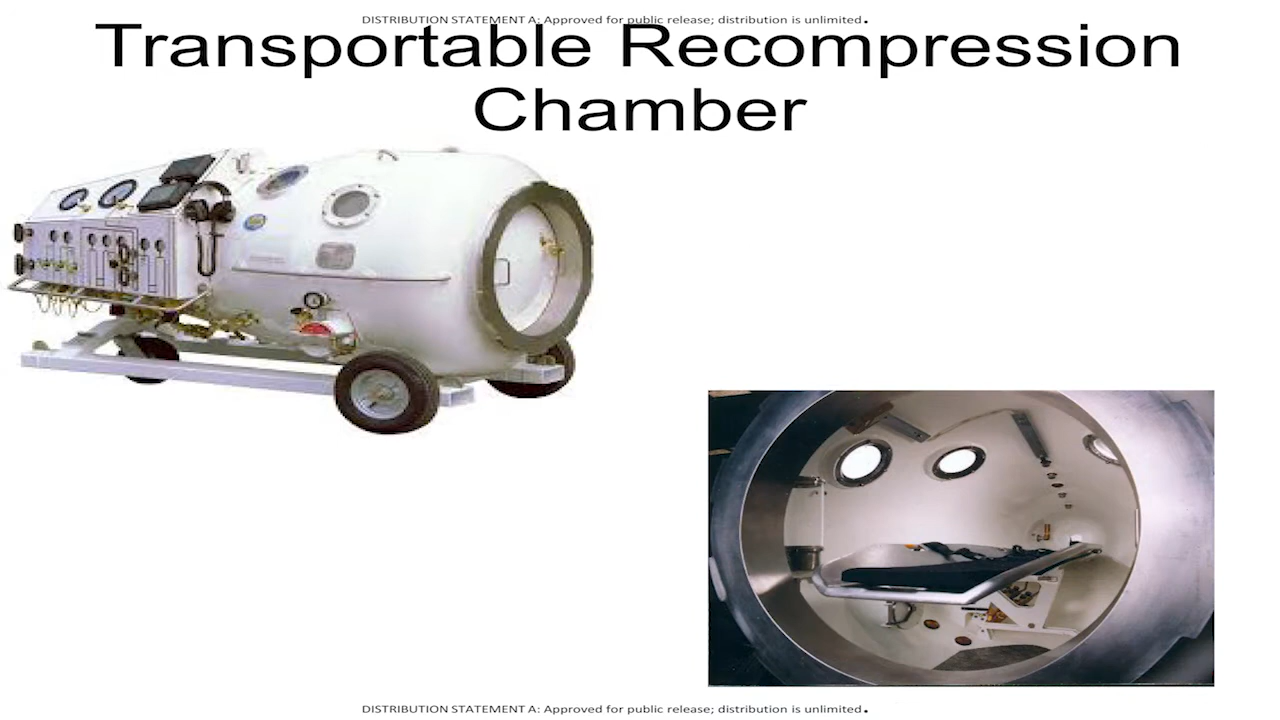 DISTRIBUTION STATEMENT A: Approved for public release; distribution is unlimited.
Transportable Recompression
Chamber
DISTRIBUTION STATEMENT A: Approved for public release; distribution is unlimited.